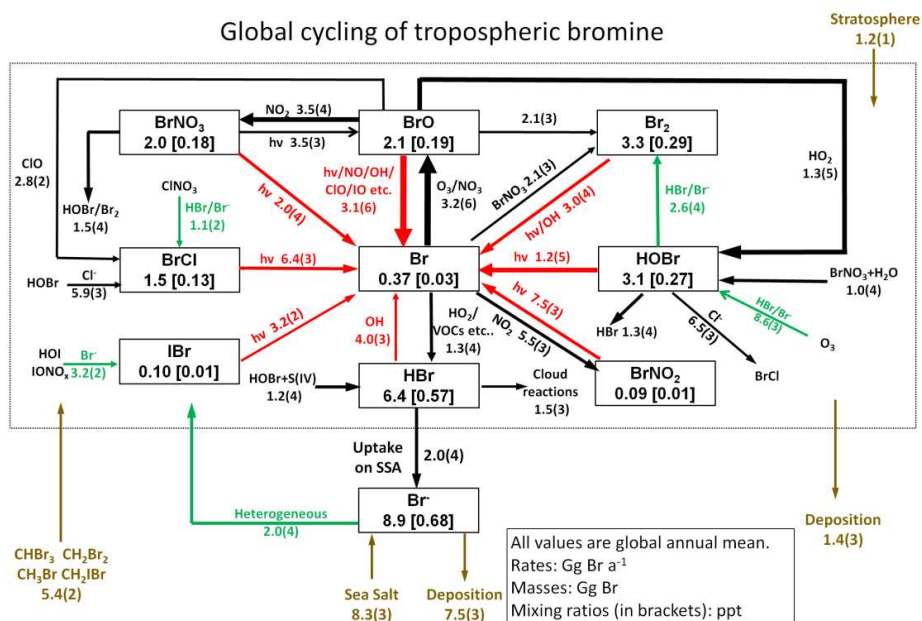 Global cycling of tropospheric bromine
Stratosphere
1.2(1)
NO₂ 3.5(4)
BrNO₃
2.0 [0.18]
hv 3.5(3)
BrO
2.1 [0.19]
2.1(3)
Br₂
3.3 [0.29]
ClO
2.8(2)
HO₂
1.3(5)
HOBr/Br₂
1.5(4)
ClNO₃
HBr/Br⁻
1.1(2)
hv 2.0(4)
hv/NO/OH/
ClO/IO etc.
3.1(6)
O₃/NO₃
3.2(6)
BrNO₃ 2.1(3)
hv/OH 3.0(4)
HBr/Br⁻
2.6(4)
BrCl
1.5 [0.13]
hv 6.4(3)
Br
0.37 [0.03]
hv 1.2(5)
HOBr
3.1 [0.27]
HOBr
Cl⁻
5.9(3)
BrNO₃+H₂O
1.0(4)
hv 3.2(2)
OH
4.0(3)
HO₂/
VOCs etc..
1.3(4)
NO₂ 5.5(3)
hv 7.5(3)
HBr 1.3(4)
Cl⁻
6.5(3)
BrCl
HBr/Br⁻
8.6(3)
O₃
HOI
IONOₓ
Br⁻
3.2(2)
IBr
0.10 [0.01]
HOBr+S(IV)
1.2(4)
HBr
6.4 [0.57]
Cloud
reactions
1.5(3)
BrNO₂
0.09 [0.01]
Uptake
on SSA
2.0(4)
Br⁻
8.9 [0.68]
Heterogeneous
2.0(4)
CHBr₃ CH₂Br₂
CH₃Br CH₂IBr
5.4(2)
Sea Salt
8.3(3)
Deposition
7.5(3)
Deposition
1.4(3)
All values are global annual mean.
Rates: Gg Br a⁻¹
Masses: Gg Br
Mixing ratios (in brackets): ppt